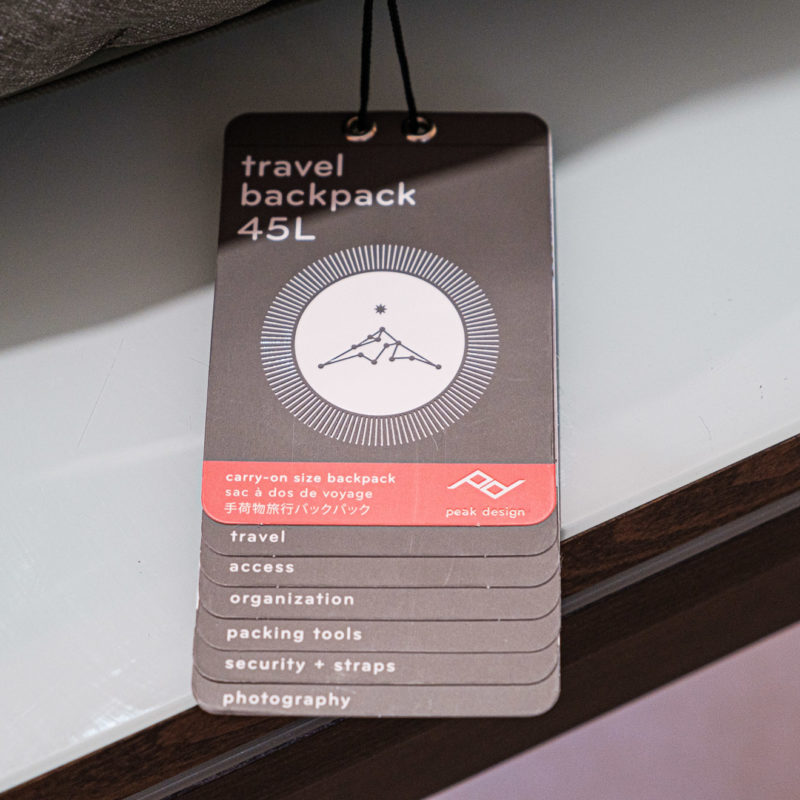 travel
backpack
45L
carry-on size backpack
sac à dos de voyage
手荷物旅行バックパック
peak design
travel
access
organization
packing tools
security + straps
photography